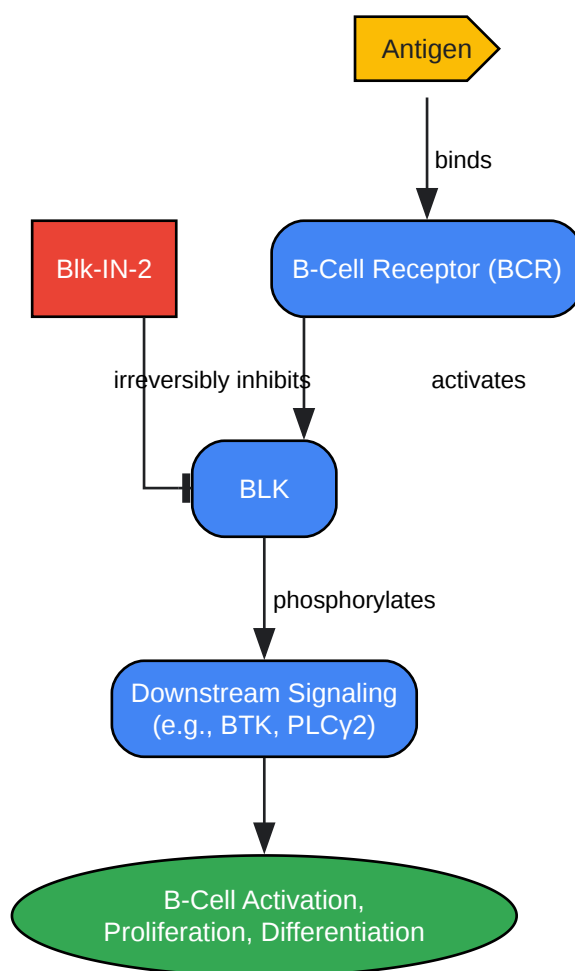 Antigen
binds
Blk-IN-2
B-Cell Receptor (BCR)
irreversibly inhibits
activates
BLK
phosphorylates
Downstream Signaling
(e.g., BTK, PLCγ2)
B-Cell Activation,
Proliferation, Differentiation